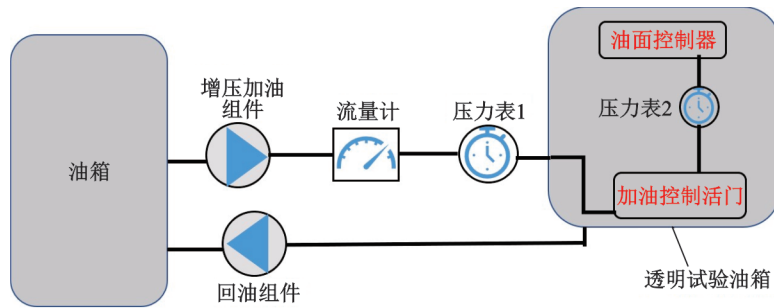 油面控制器
增压加油
组件
流量计
压力表1
压力表2
油箱
加油控制活门
回油组件
透明试验油箱